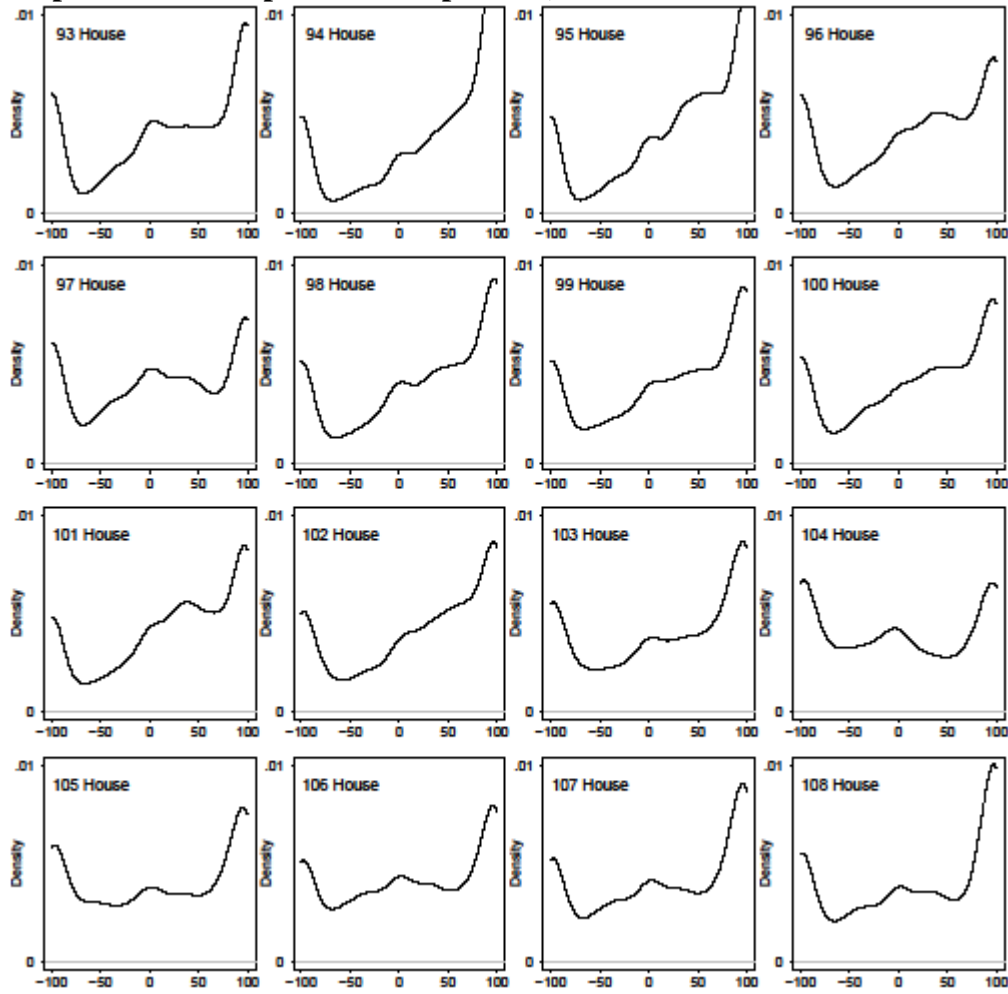 .01 93 House .01 94 House .01 95 House .01 96 House
Density Density Density Density
0 0 0 0
−100 −50 0 50 100 −100 −50 0 50 100 −100 −50 0 50 100 −100 −50 0 50 100
.01 97 House .01 98 House .01 99 House .01 100 House
Density Density Density Density
0 0 0 0
−100 −50 0 50 100 −100 −50 0 50 100 −100 −50 0 50 100 −100 −50 0 50 100
.01 101 House .01 102 House .01 103 House .01 104 House
Density Density Density Density
0 0 0 0
−100 −50 0 50 100 −100 −50 0 50 100 −100 −50 0 50 100 −100 −50 0 50 100
.01 105 House .01 106 House .01 107 House .01 108 House
Density Density Density Density
0 0 0 0
−100 −50 0 50 100 −100 −50 0 50 100 −100 −50 0 50 100 −100 −50 0 50 100